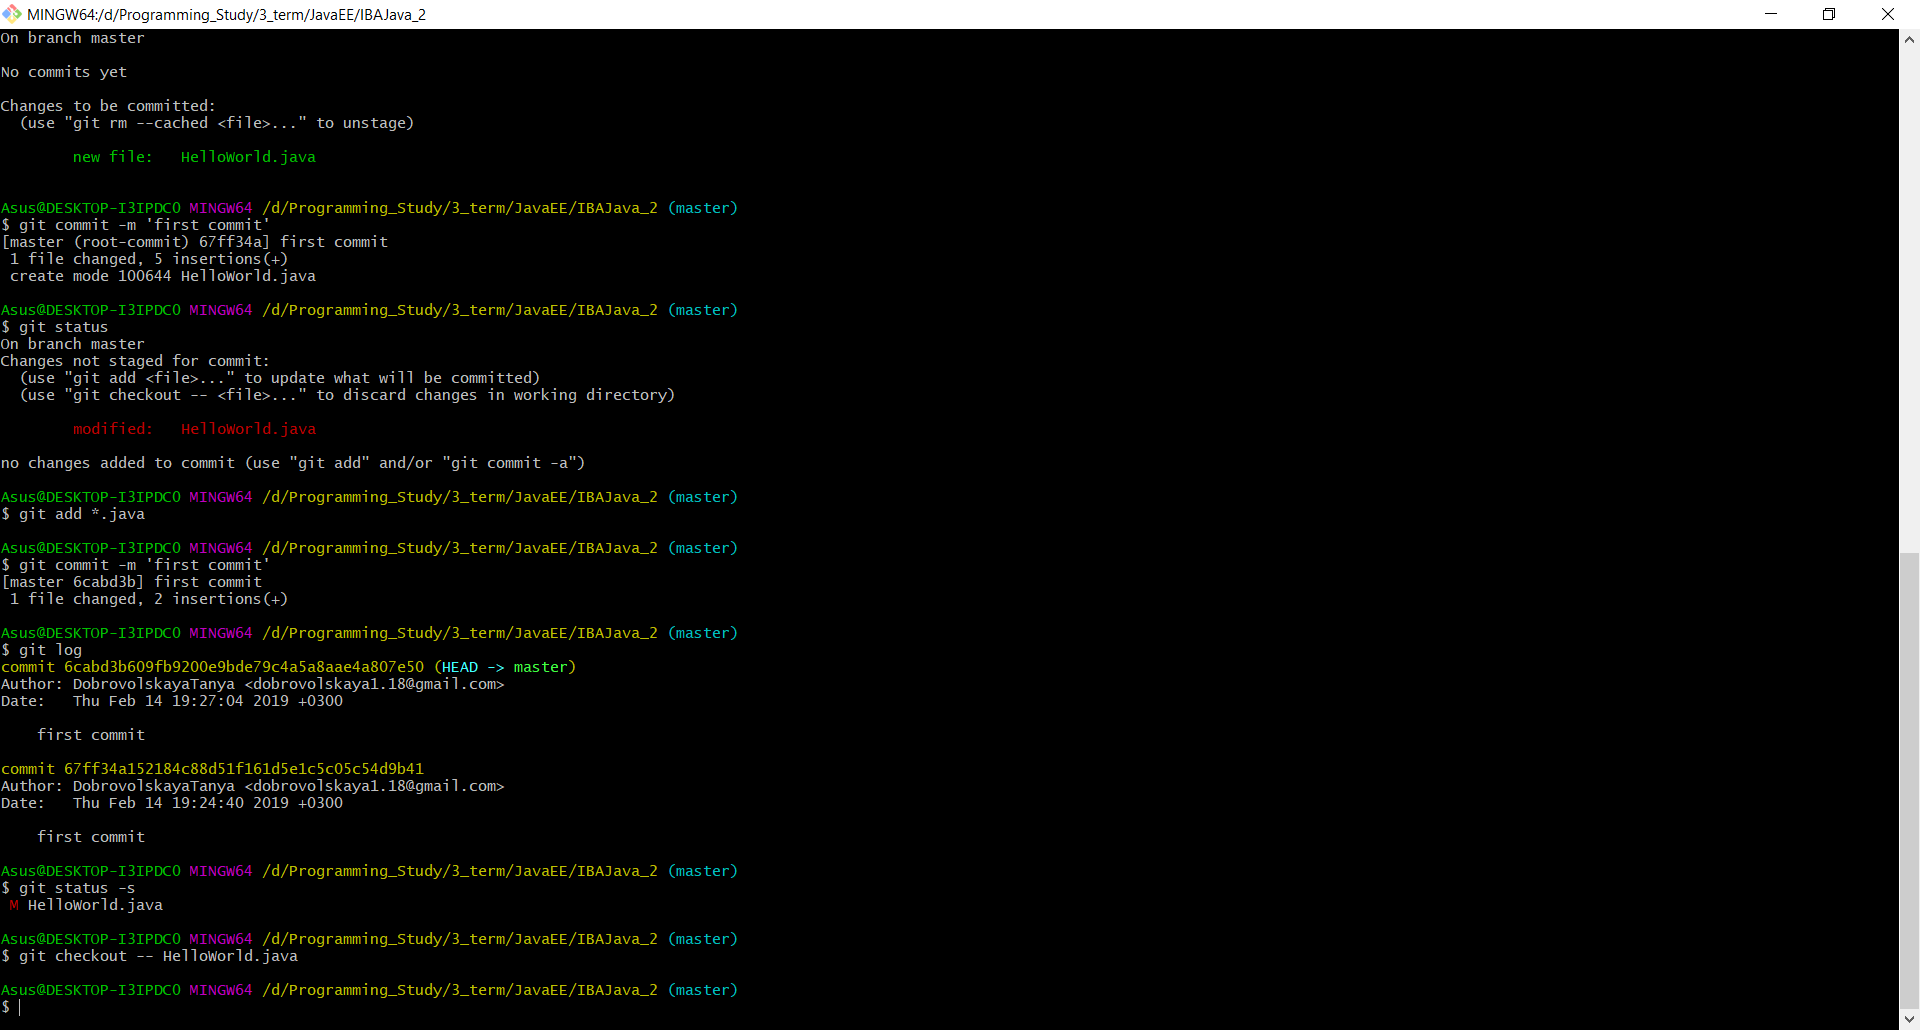 MINGW64:/d/Programming_Study/3_term/JavaEE/IBAJava_2
On branch master
No commits yet
Changes to be committed:
  (use "git rm --cached <file>..." to unstage)
        new file:   HelloWorld.java
Asus@DESKTOP-I3IPDC0 MINGW64 /d/Programming_Study/3_term/JavaEE/IBAJava_2 (master)
$ git commit -m 'first commit'
[master (root-commit) 67ff34a] first commit
 1 file changed, 5 insertions(+)
 create mode 100644 HelloWorld.java
Asus@DESKTOP-I3IPDC0 MINGW64 /d/Programming_Study/3_term/JavaEE/IBAJava_2 (master)
$ git status
On branch master
Changes not staged for commit:
  (use "git add <file>..." to update what will be committed)
  (use "git checkout -- <file>..." to discard changes in working directory)
        modified:   HelloWorld.java
no changes added to commit (use "git add" and/or "git commit -a")
Asus@DESKTOP-I3IPDC0 MINGW64 /d/Programming_Study/3_term/JavaEE/IBAJava_2 (master)
$ git add *.java
Asus@DESKTOP-I3IPDC0 MINGW64 /d/Programming_Study/3_term/JavaEE/IBAJava_2 (master)
$ git commit -m 'first commit'
[master 6cabd3b] first commit
 1 file changed, 2 insertions(+)
Asus@DESKTOP-I3IPDC0 MINGW64 /d/Programming_Study/3_term/JavaEE/IBAJava_2 (master)
$ git log
commit 6cabd3b609fb9200e9bde79c4a5a8aae4a807e50 (HEAD -> master)
Author: DobrovolskayaTanya <dobrovolskaya1.18@gmail.com>
Date:   Thu Feb 14 19:27:04 2019 +0300
    first commit
commit 67ff34a152184c88d51f161d5e1c5c05c54d9b41
Author: DobrovolskayaTanya <dobrovolskaya1.18@gmail.com>
Date:   Thu Feb 14 19:24:40 2019 +0300
    first commit
Asus@DESKTOP-I3IPDC0 MINGW64 /d/Programming_Study/3_term/JavaEE/IBAJava_2 (master)
$ git status -s
 M HelloWorld.java
Asus@DESKTOP-I3IPDC0 MINGW64 /d/Programming_Study/3_term/JavaEE/IBAJava_2 (master)
$ git checkout -- HelloWorld.java
Asus@DESKTOP-I3IPDC0 MINGW64 /d/Programming_Study/3_term/JavaEE/IBAJava_2 (master)
$